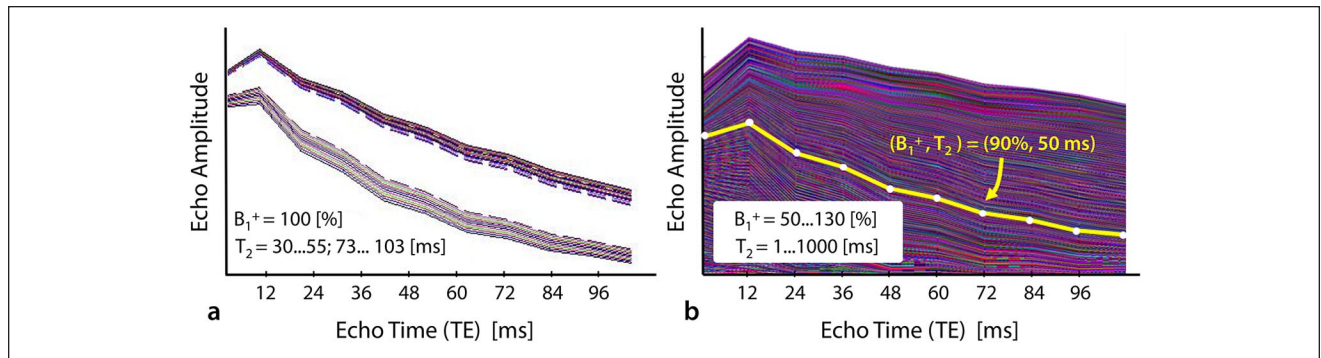 Echo Amplitude
B₁⁺ = 100 [%]
T₂ = 30...55; 73... 103 [ms]
12 24 36 48 60 72 84 96
a
Echo Time (TE) [ms]
Echo Amplitude
(B₁⁺, T₂ ) = (90%, 50 ms)
B₁⁺ = 50...130 [%]
T₂ = 1...1000 [ms]
12 24 36 48 60 72 84 96
b
Echo Time (TE) [ms]